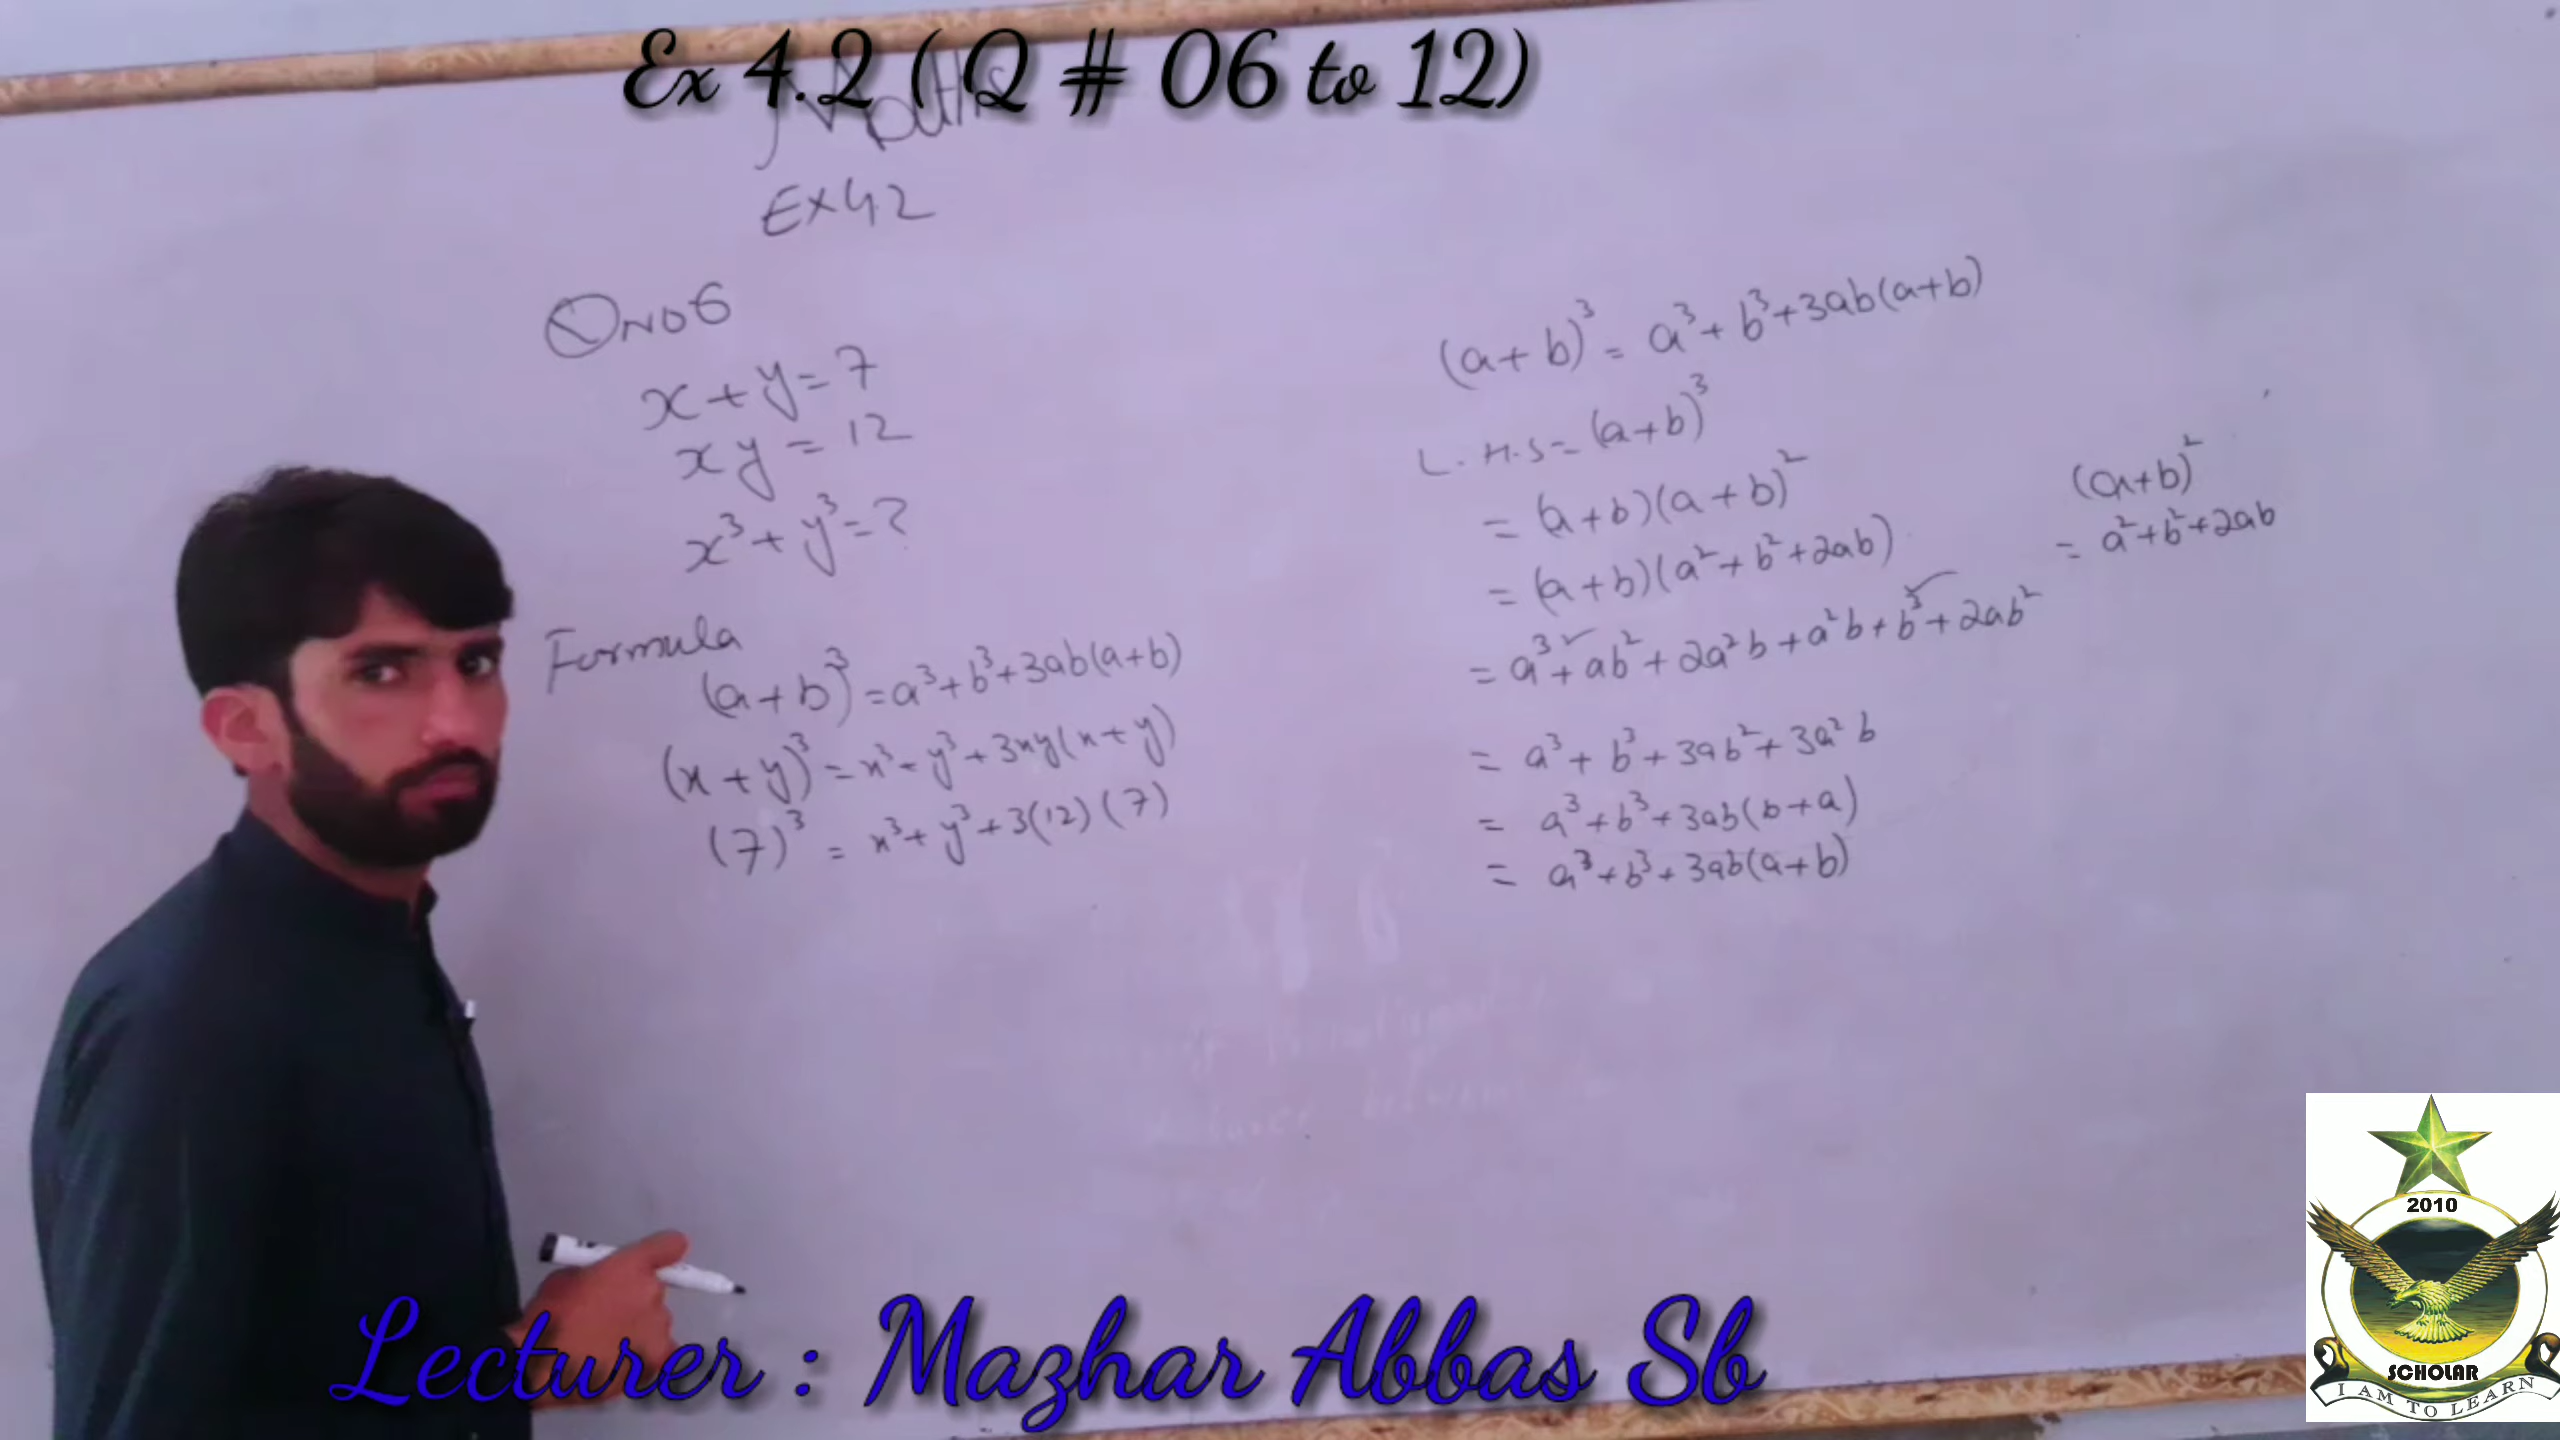 Ex 4.2 ( Q # 06 to 12)
Maths
Ex 4.2
Q No 6
x + y = 7
x y = 12
x³ + y³ = ?
Formula
(a + b)³ = a³ + b³ + 3ab(a+b)
(x + y)³ = x³ + y³ + 3xy(x + y)
(7)³ = x³ + y³ + 3(12) (7)
(a + b)³ = a³ + b³ + 3ab(a+b)
L.H.S = (a+b)³
= (a+b)(a+b)²
= (a+b)(a²+b²+2ab)
= a³ + ab² + 2a²b + a²b + b³ + 2ab²
= a³ + b³ + 3ab² + 3a²b
= a³ + b³ + 3ab(b+a)
= a³ + b³ + 3ab(a+b)
(a+b)²
= a²+b²+2ab
Lecturer : Mazhar Abbas Sb
2010
SCHOLAR
I AM TO LEARN